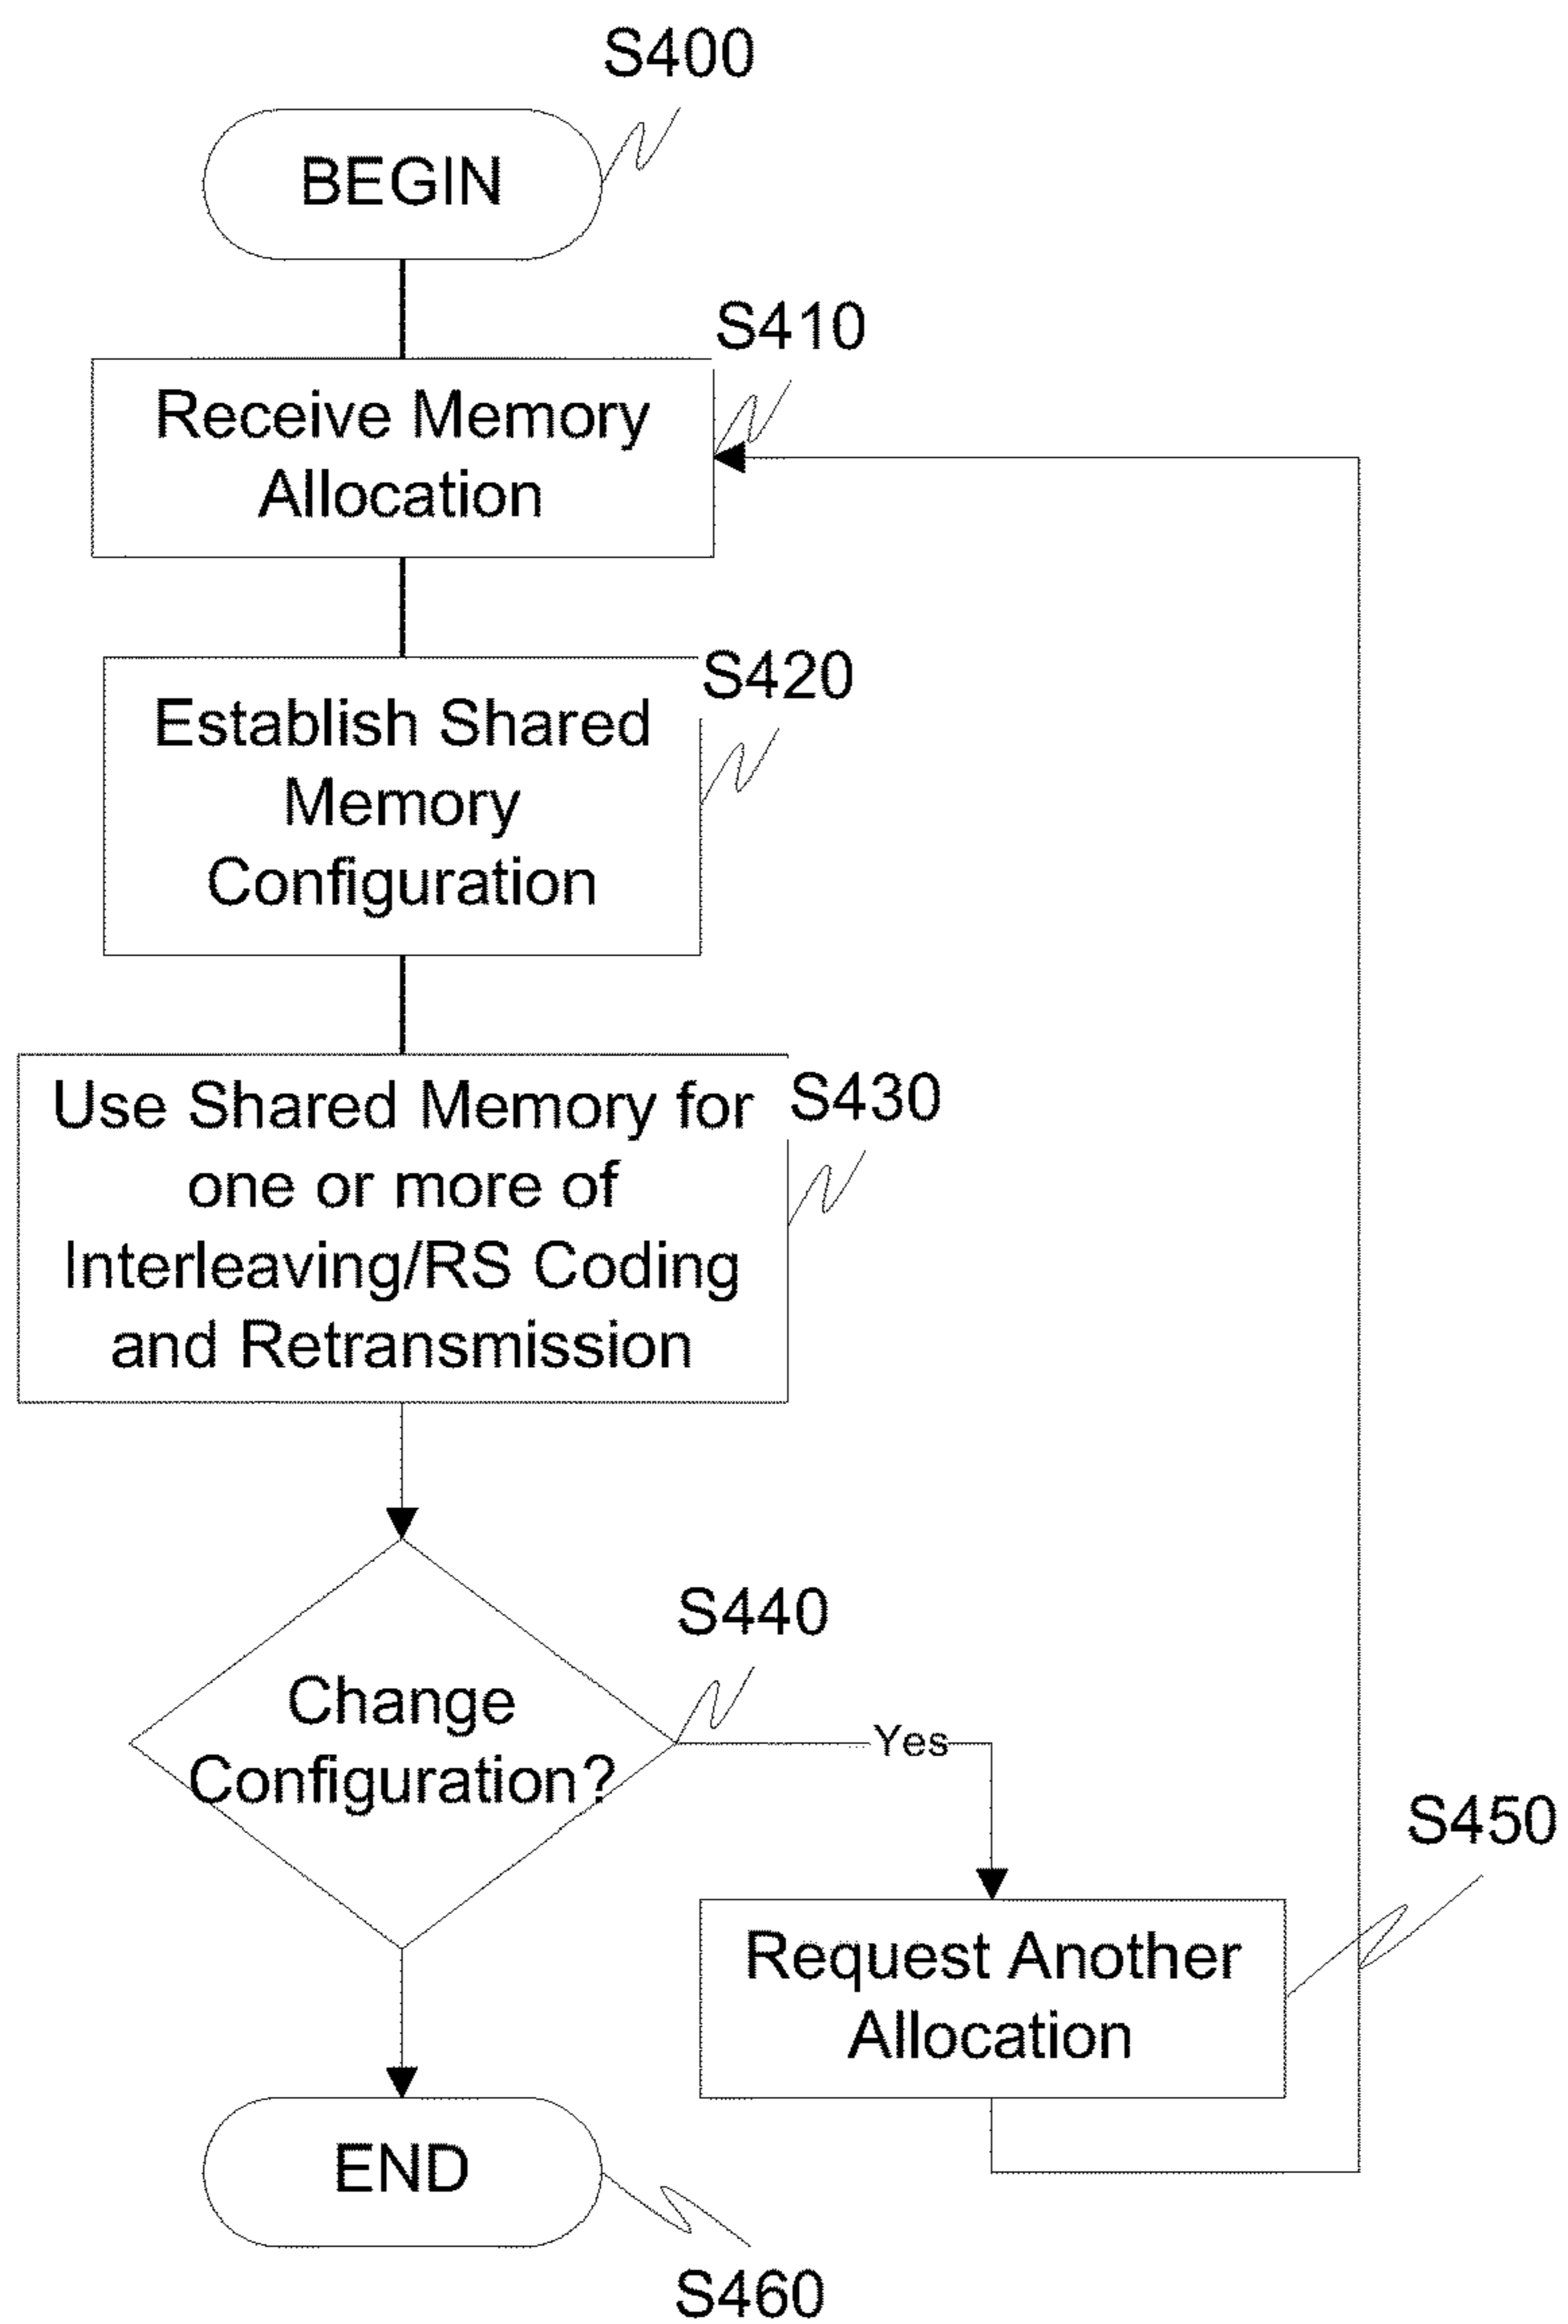 S400
BEGIN
S410
Receive Memory
Allocation
S420
Establish Shared
Memory
Configuration
S430
Use Shared Memory for
one or more of
Interleaving/RS Coding
and Retransmission
S440
Change
Configuration?
Yes
S450
Request Another
Allocation
END
S460